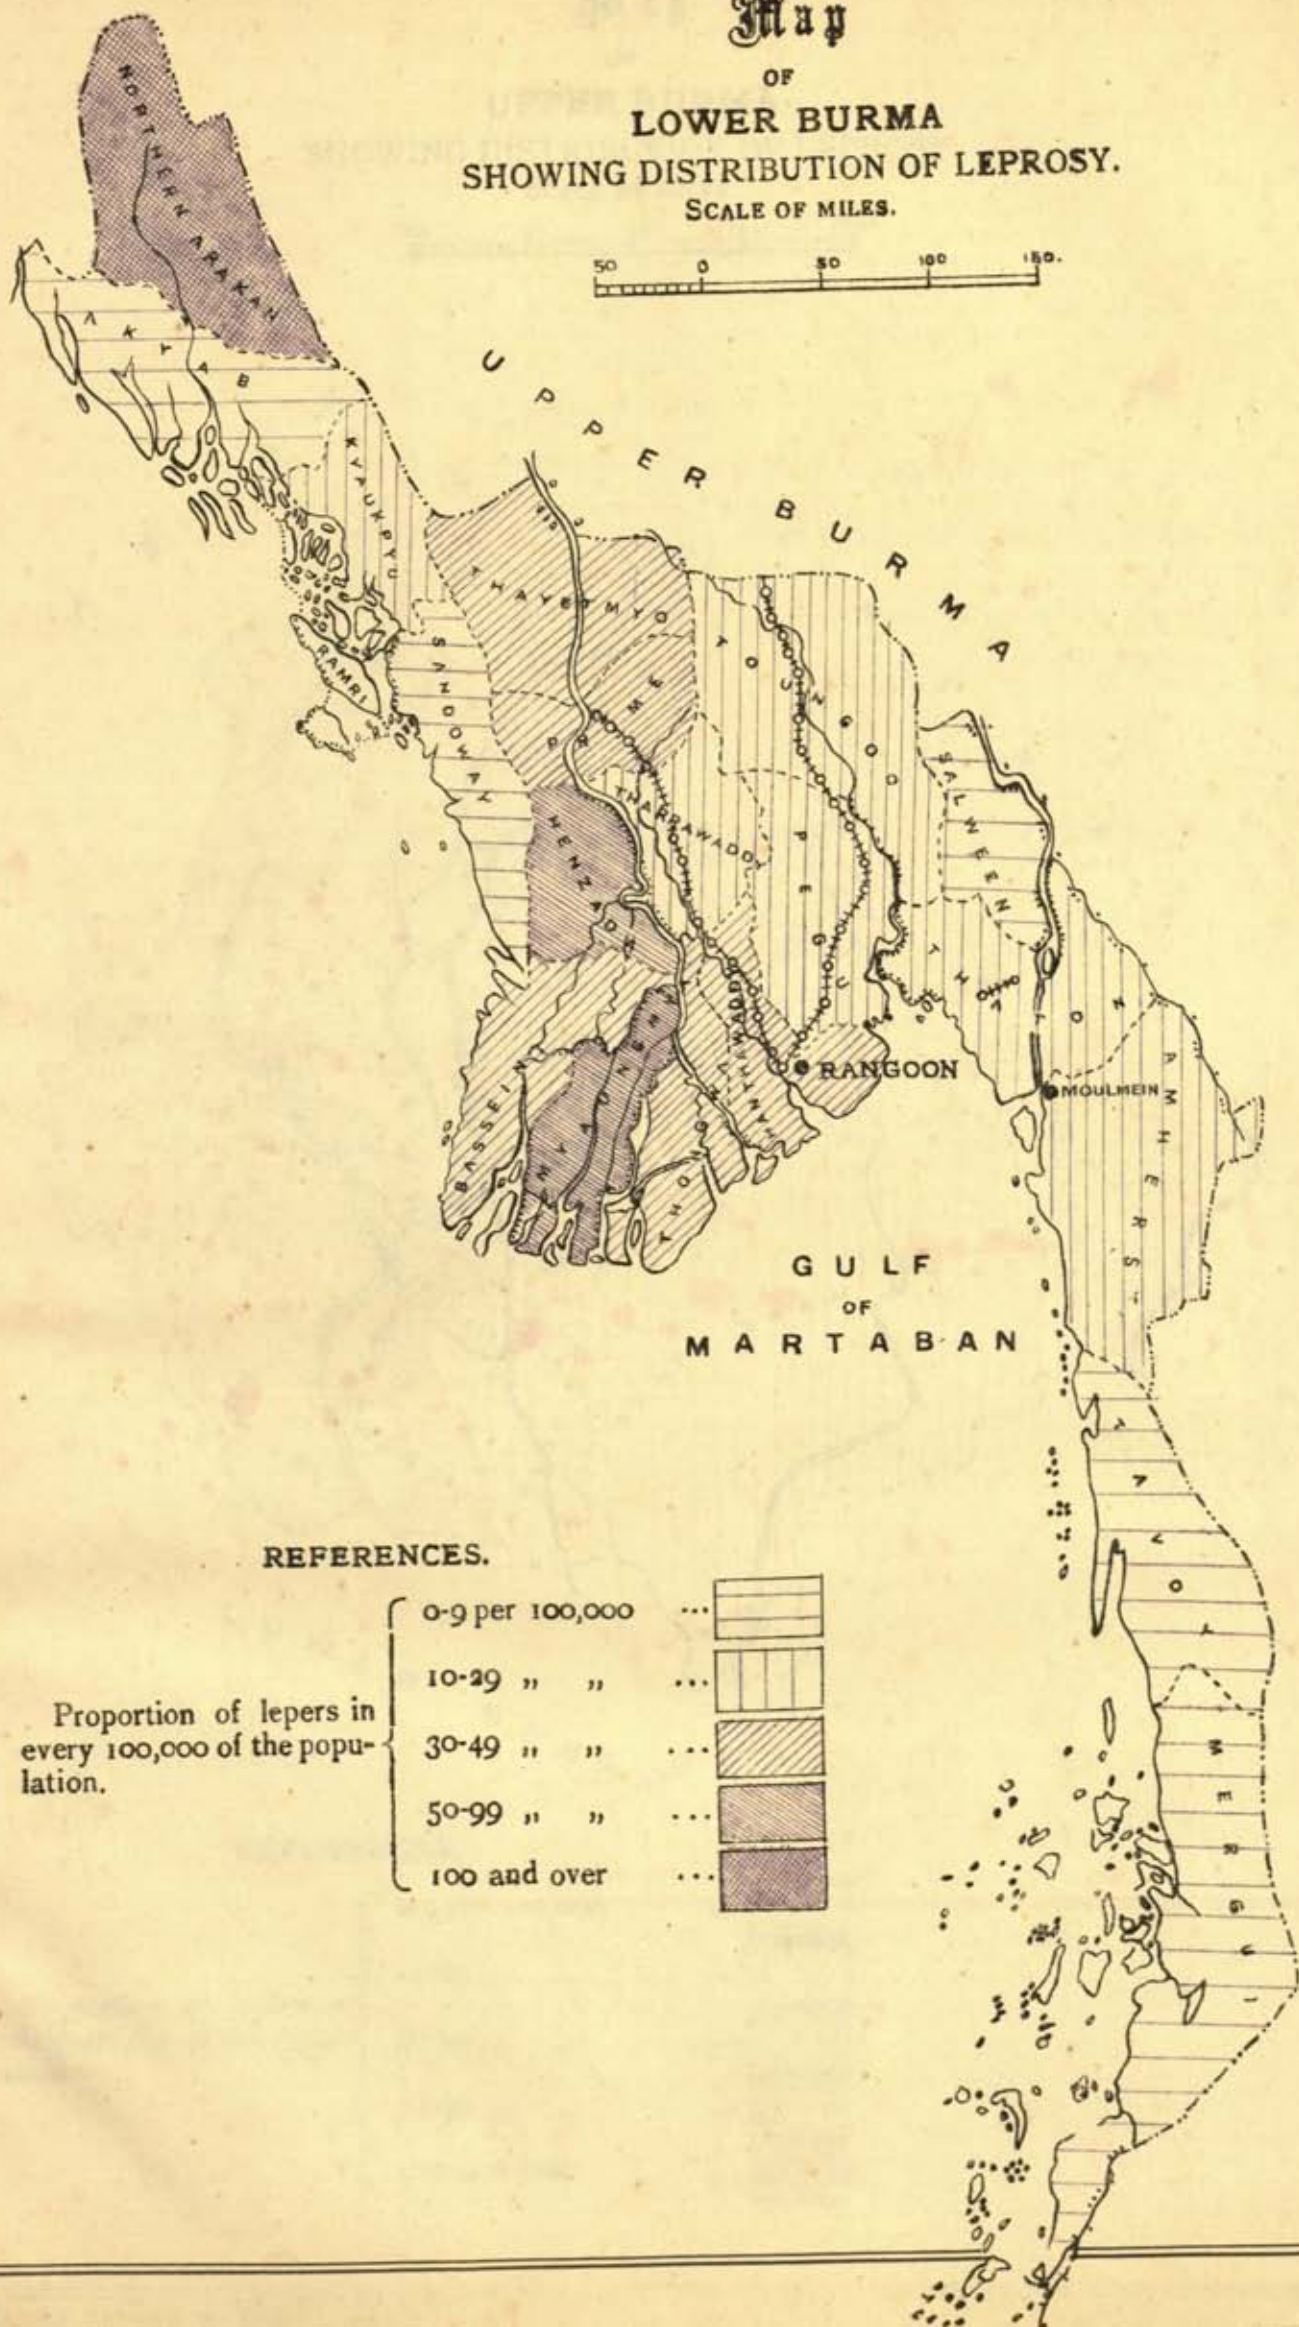 Map
OF
LOWER BURMA
SHOWING DISTRIBUTION OF LEPROSY.
SCALE OF MILES.
50 0 50 100 150.
NORTHERN ARAKAN
AKYAB
UPPER BURMA
KYAUKPYU
THAYETMYO
RAMRI
SANDOWAY
TOUNGOO
PROME
SALWEEN
THARRAWADDY
HENZADA
PEGU
THATON
HANTHAWADDY
RANGOON
MOULMEIN
AMHERST
BASSEIN
MYAUNGMYA
THONGWA
GULF
OF
MARTABAN
TAVOY
MERGUI
REFERENCES.
Proportion of lepers in
every 100,000 of the popu-
lation.
0-9 per 100,000 ...
10-29 „ „ ...
30-49 „ „ ...
50-99 „ „ ...
100 and over ...